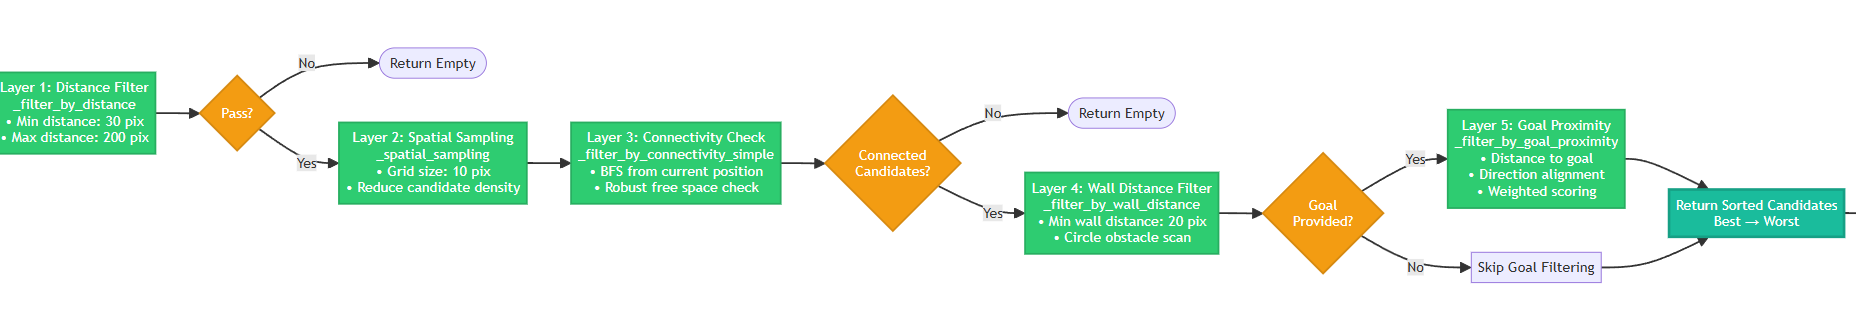 Layer 1: Distance Filter
_filter_by_distance
• Min distance: 30 pix
• Max distance: 200 pix
Pass?
No
Return Empty
Yes
Layer 2: Spatial Sampling
_spatial_sampling
• Grid size: 10 pix
• Reduce candidate density
Layer 3: Connectivity Check
_filter_by_connectivity_simple
• BFS from current position
• Robust free space check
Connected
Candidates?
No
Return Empty
Yes
Layer 4: Wall Distance Filter
_filter_by_wall_distance
• Min wall distance: 20 pix
• Circle obstacle scan
Goal
Provided?
Yes
Layer 5: Goal Proximity
_filter_by_goal_proximity
• Distance to goal
• Direction alignment
• Weighted scoring
No
Skip Goal Filtering
Return Sorted Candidates
Best → Worst